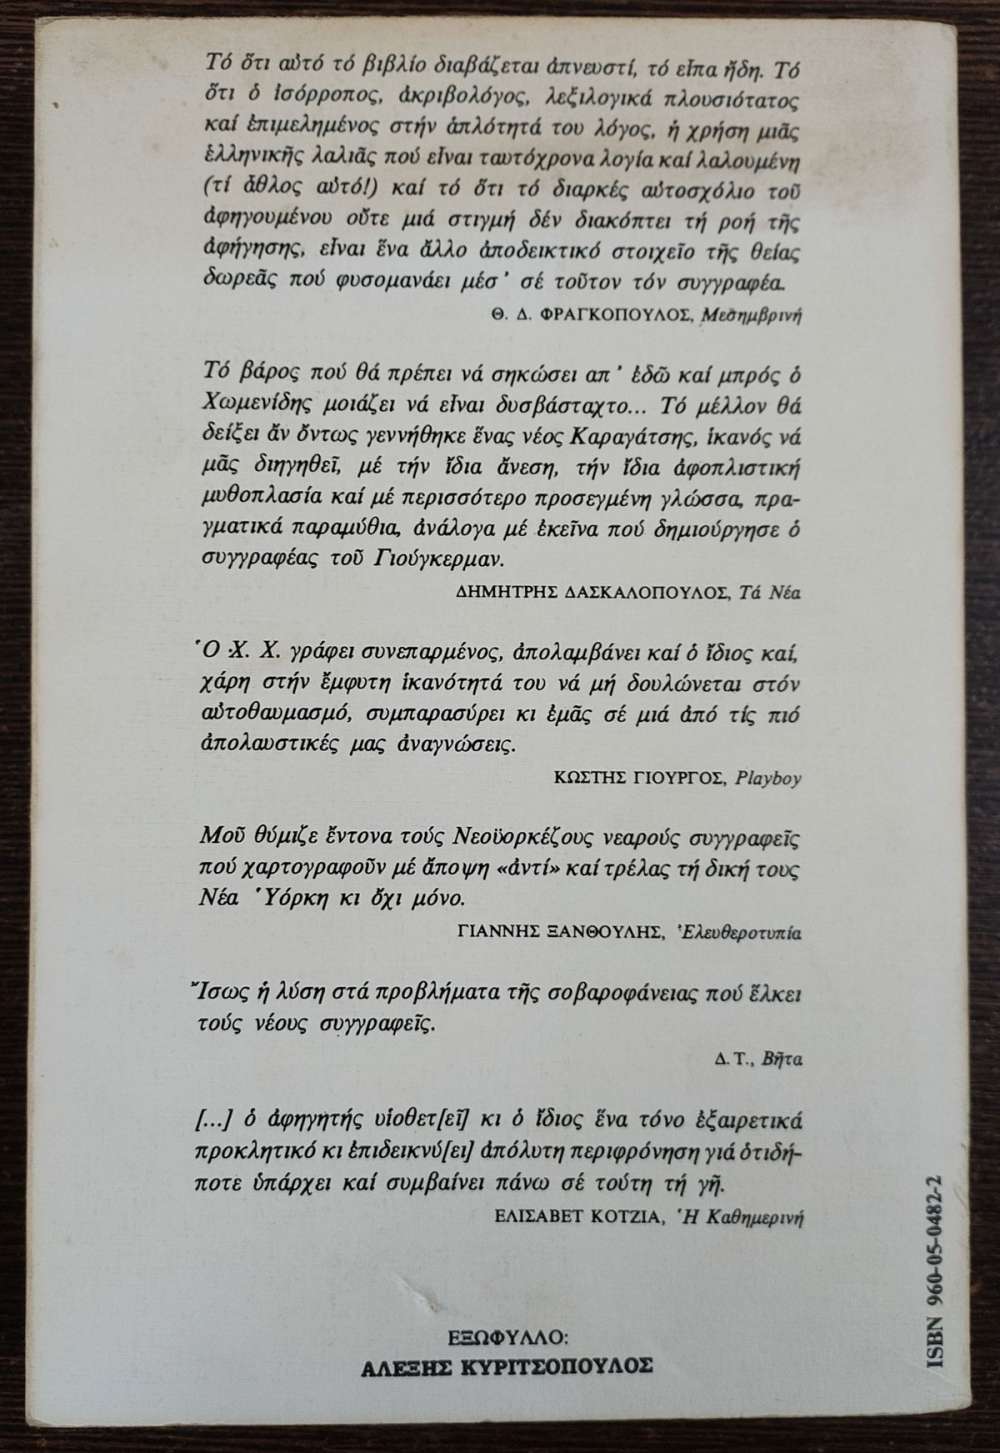 Τό ὅτι αὐτό τό βιβλίο διαβάζεται ἀπνευστί, τό εἶπα ἤδη. Τό
ὅτι ὁ ἰσόρροπος, ἀκριβολόγος, λεξιλογικά πλουσιότατος
καί ἐπιμελημένος στήν ἁπλότητά του λόγος, ἡ χρήση μιᾶς
ἑλληνικῆς λαλιᾶς πού εἶναι ταυτόχρονα λογία καί λαλουμένη
(τί ἆθλος αὐτό!) καί τό ὅτι τό διαρκές αὐτοσχόλιο τοῦ
ἀφηγουμένου οὔτε μιά στιγμή δέν διακόπτει τή ροή τῆς
ἀφήγησης, εἶναι ἕνα ἄλλο ἀποδεικτικό στοιχεῖο τῆς θείας
δωρεᾶς πού φυσομανάει μέσ᾽ σέ τοῦτον τόν συγγραφέα.
Θ. Δ. ΦΡΑΓΚΟΠΟΥΛΟΣ, Μεσημβρινή
Τό βάρος πού θά πρέπει νά σηκώσει απ᾽ ἐδῶ καί μπρός ὁ
Χωμενίδης μοιάζει νά εἶναι δυσβάσταχτο... Τό μέλλον θά
δείξει ἄν ὄντως γεννήθηκε ἕνας νέος Καραγάτσης, ἱκανός νά
μᾶς διηγηθεῖ, μέ τήν ἴδια ἄνεση, τήν ἴδια ἀφοπλιστική
μυθοπλασία καί μέ περισσότερο προσεγμένη γλώσσα, πρα-
γματικά παραμύθια, ἀνάλογα μέ ἐκεῖνα πού δημιούργησε ὁ
συγγραφέας τοῦ Γιούγκερμαν.
ΔΗΜΗΤΡΗΣ ΔΑΣΚΑΛΟΠΟΥΛΟΣ, Τά Νέα
Ὁ Χ. Χ. γράφει συνεπαρμένος, ἀπολαμβάνει καί ὁ ἴδιος καί,
χάρη στήν ἔμφυτη ἱκανότητά του νά μή δουλώνεται στόν
αὐτοθαυμασμό, συμπαρασύρει κι ἐμᾶς σέ μιά ἀπό τίς πιό
ἀπολαυστικές μας ἀναγνώσεις.
ΚΩΣΤΗΣ ΓΙΟΥΡΓΟΣ, Playboy
Μοῦ θύμιζε ἔντονα τούς Νεοϋορκέζους νεαρούς συγγραφεῖς
πού χαρτογραφοῦν μέ ἄποψη «ἀντί» καί τρέλας τή δική τους
Νέα Ὑόρκη κι ὄχι μόνο.
ΓΙΑΝΝΗΣ ΞΑΝΘΟΥΛΗΣ, Ἐλευθεροτυπία
Ἴσως ἡ λύση στά προβλήματα τῆς σοβαροφάνειας πού ἕλκει
τούς νέους συγγραφεῖς.
Δ. Τ., Βῆτα
[...] ὁ ἀφηγητής υἱοθετ[εῖ] κι ὁ ἴδιος ἕνα τόνο ἐξαιρετικά
προκλητικό κι ἐπιδεικνύ[ει] ἀπόλυτη περιφρόνηση γιά ὁτιδή-
ποτε ὑπάρχει καί συμβαίνει πάνω σέ τούτη τή γῆ.
ΕΛΙΣΑΒΕΤ ΚΟΤΖΙΑ, Ἡ Καθημερινή
ΕΞΩΦΥΛΛΟ:
ΑΛΕΞΗΣ ΚΥΡΙΤΣΟΠΟΥΛΟΣ
ISBN 960-05-0482-2